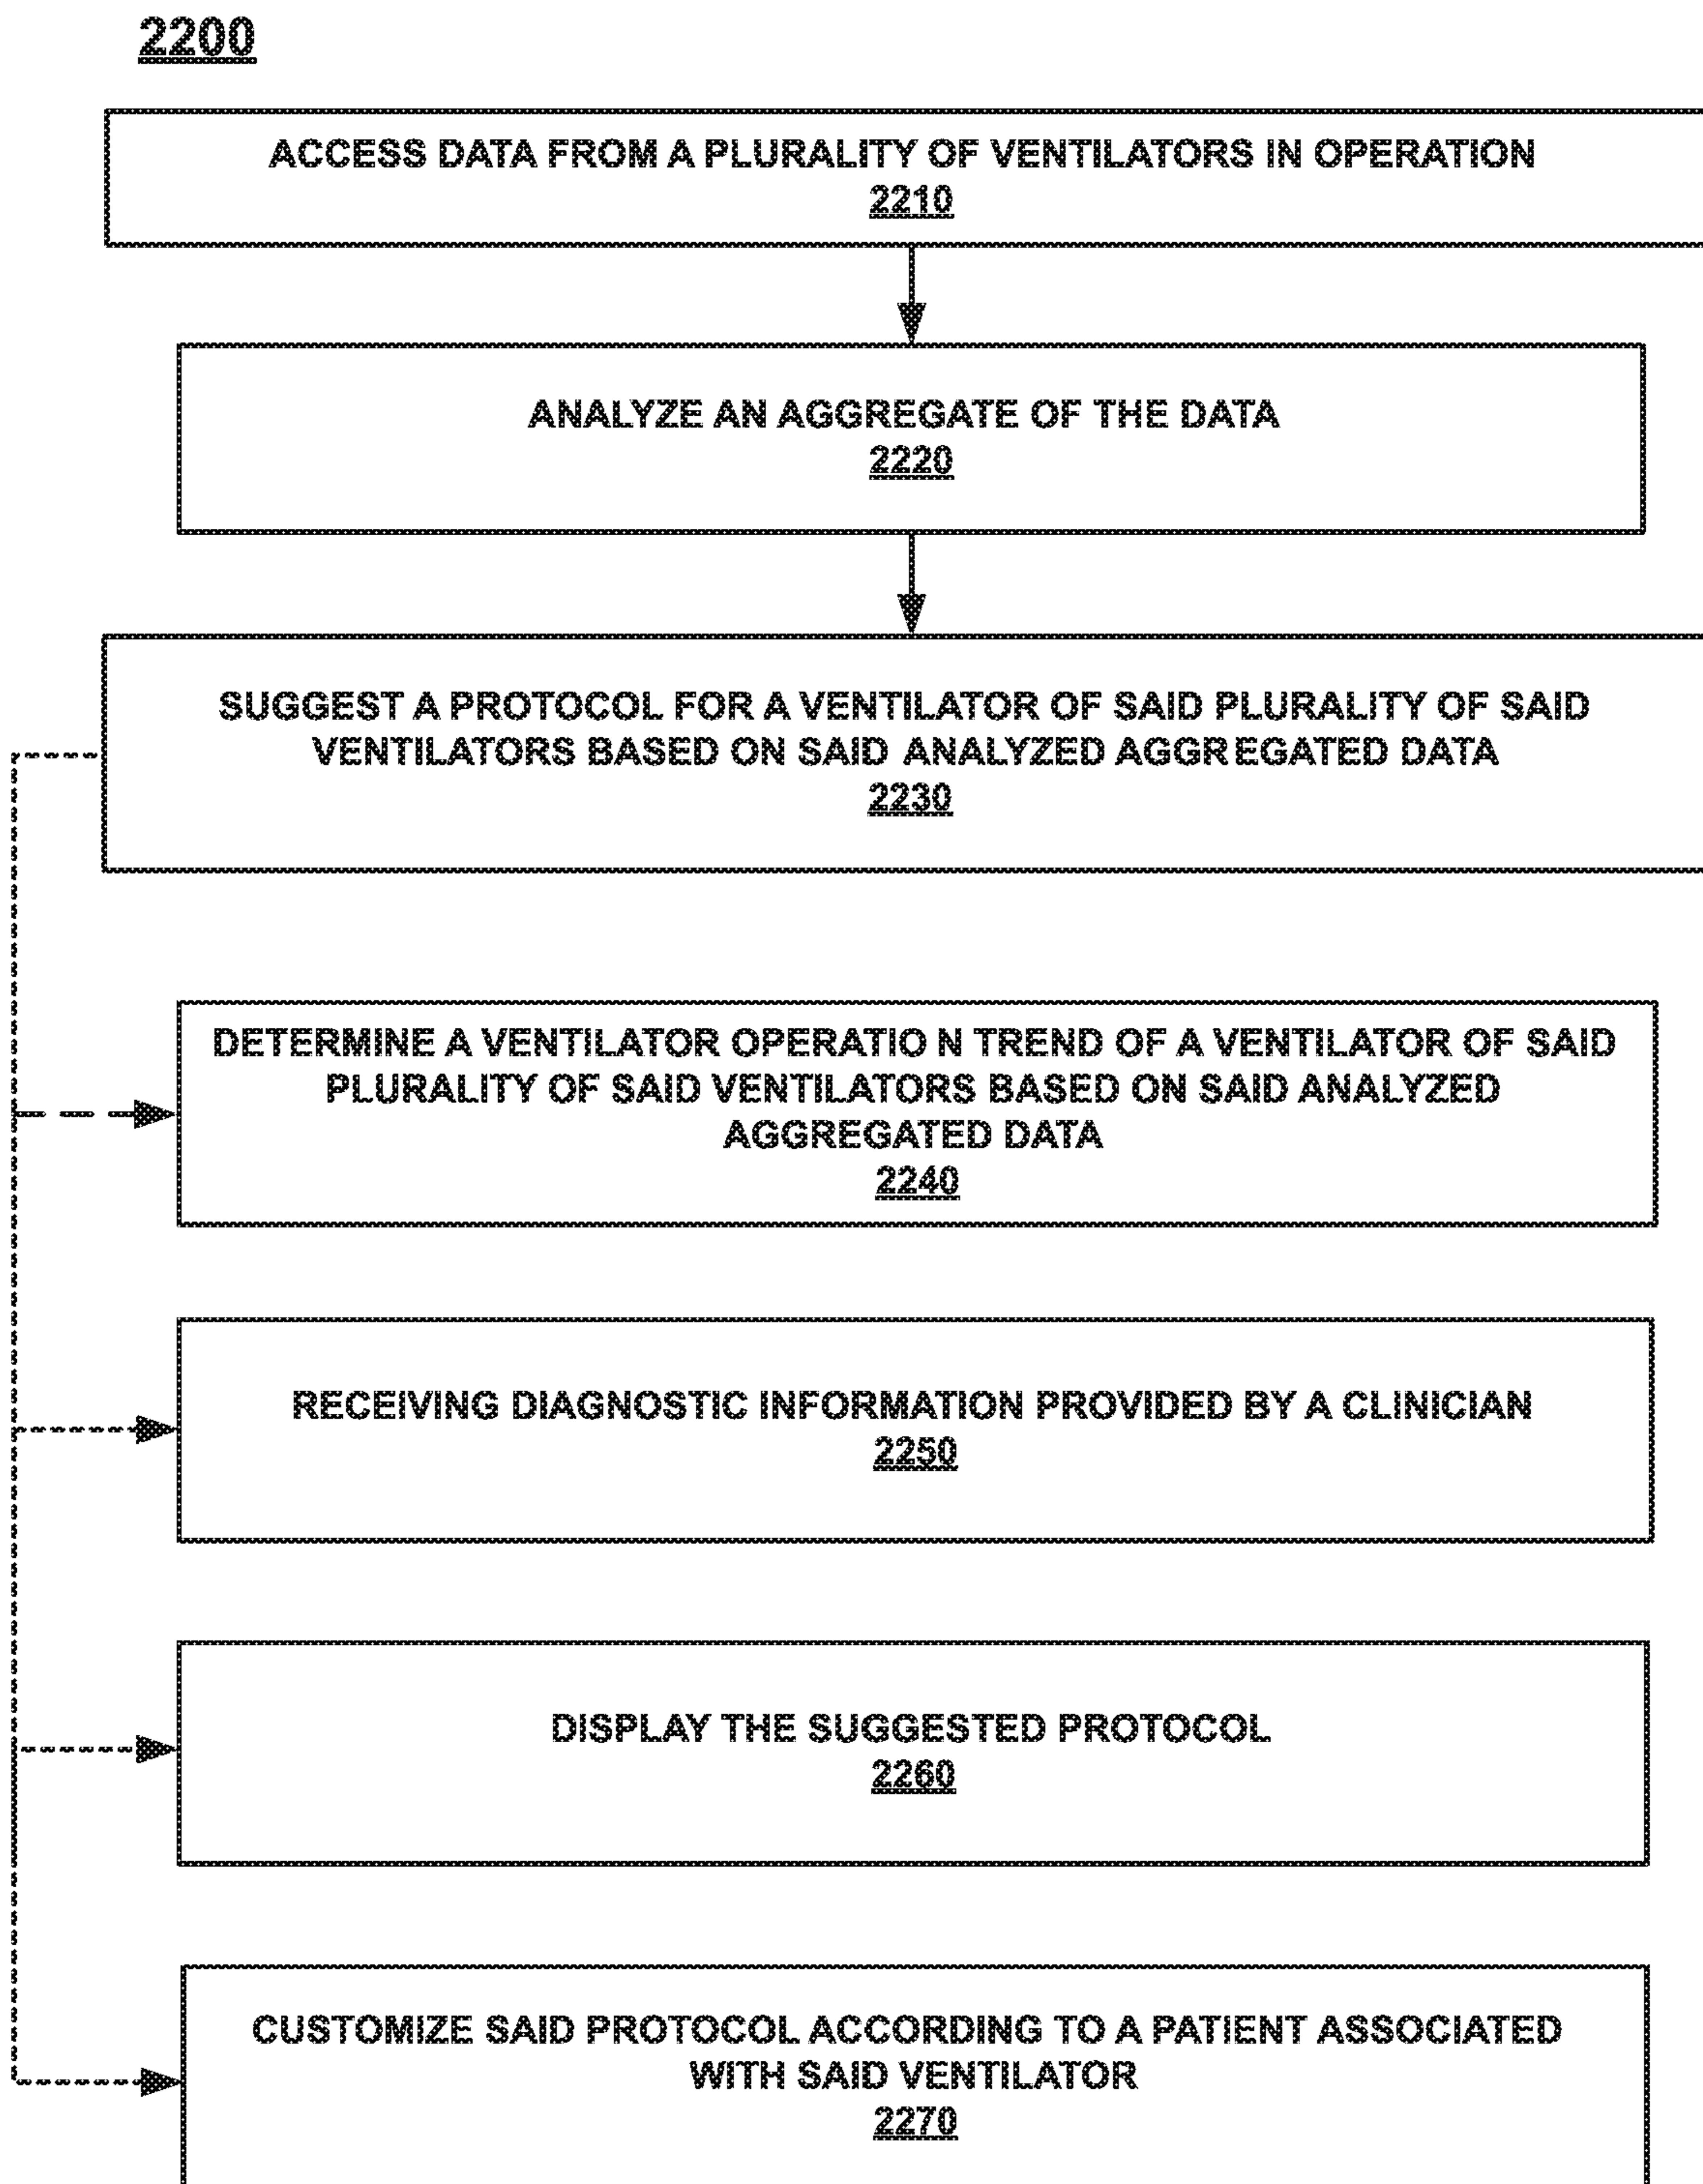 2200
ACCESS DATA FROM A PLURALITY OF VENTILATORS IN OPERATION
2210
ANALYZE AN AGGREGATE OF THE DATA
2220
SUGGEST A PROTOCOL FOR A VENTILATOR OF SAID PLURALITY OF SAID
VENTILATORS BASED ON SAID ANALYZED AGGREGATED DATA
2230
DETERMINE A VENTILATOR OPERATIO N TREND OF A VENTILATOR OF SAID
PLURALITY OF SAID VENTILATORS BASED ON SAID ANALYZED
AGGREGATED DATA
2240
RECEIVING DIAGNOSTIC INFORMATION PROVIDED BY A CLINICIAN
2250
DISPLAY THE SUGGESTED PROTOCOL
2260
CUSTOMIZE SAID PROTOCOL ACCORDING TO A PATIENT ASSOCIATED
WITH SAID VENTILATOR
2270